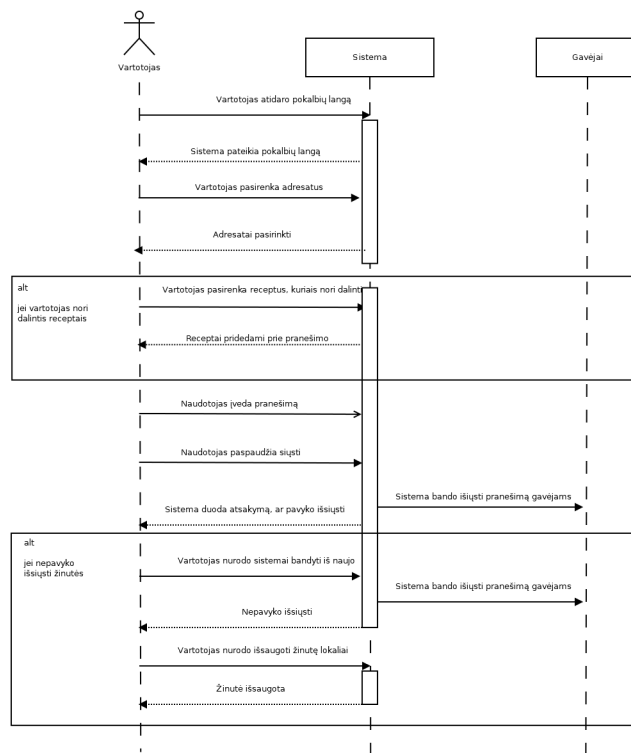 Vartotojas
Sistema
Gavėjai
Vartotojas atidaro pokalbių langą
Sistema pateikia pokalbių langą
Vartotojas pasirenka adresatus
Adresatai pasirinkti
alt
jei vartotojas nori
dalintis receptais
Vartotojas pasirenka receptus, kuriais nori dalinti
Receptai pridedami prie pranešimo
Naudotojas įveda pranešimą
Naudotojas paspaudžia siųsti
Sistema bando išiųsti pranešimą gavėjams
Sistema duoda atsakymą, ar pavyko išsiųsti
alt
jei nepavyko
išsiųsti žinutės
Vartotojas nurodo sistemai bandyti iš naujo
Sistema bando išiųsti pranešimą gavėjams
Nepavyko išsiųsti
Vartotojas nurodo išsaugoti žinutę lokaliai
Žinutė išsaugota